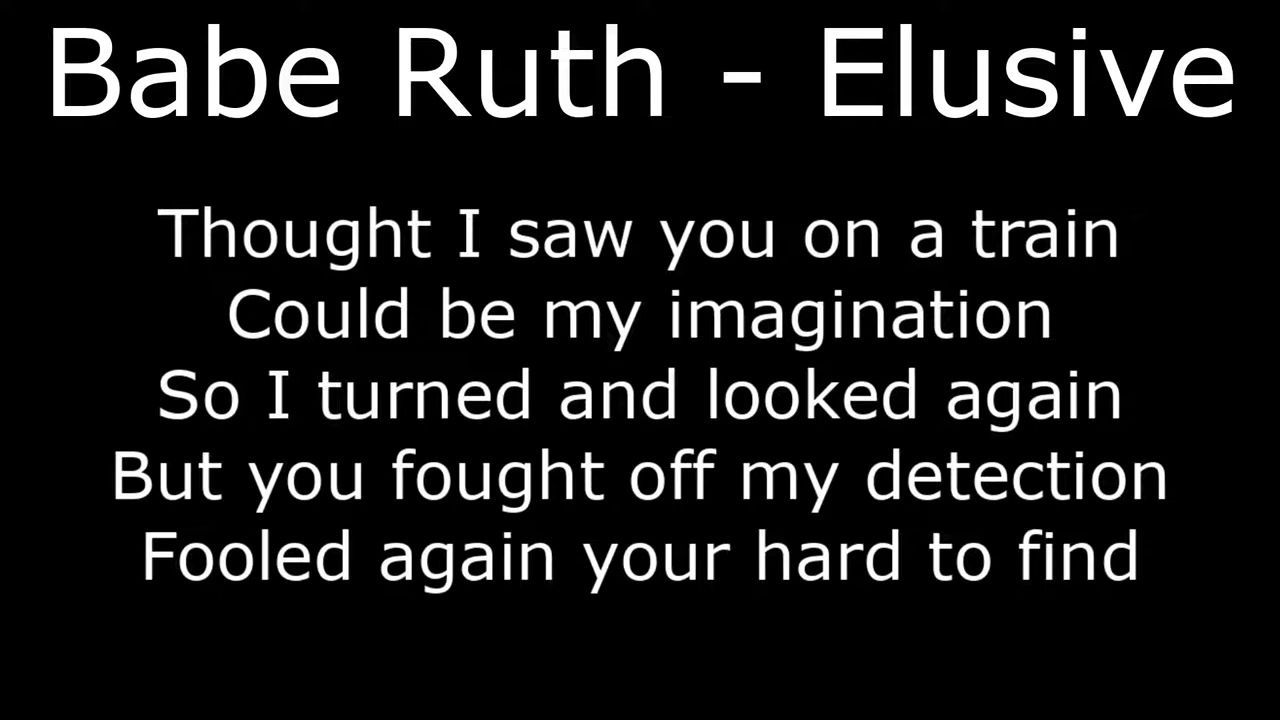 Babe Ruth - Elusive
Thought I saw you on a train
Could be my imagination
So I turned and looked again
But you fought off my detection
Fooled again your hard to find